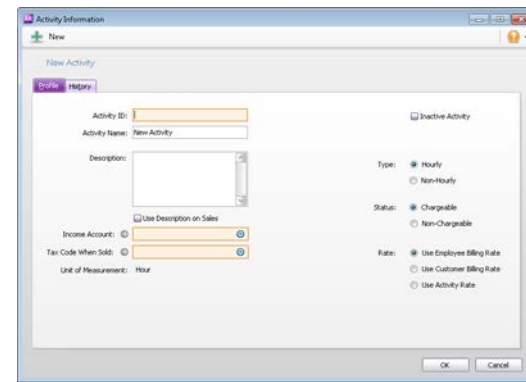 Activity Information
New
New Activity
Profile History
Activity ID:
Inactive Activity
Activity Name: New Activity
Description:
Type: Hourly
Non-Hourly
Use Description on Sales
Status: Chargeable
Non-Chargeable
Income Account:
Tax Code When Sold:
Rate: Use Employee Billing Rate
Unit of Measurement: Hour
Use Customer Billing Rate
Use Activity Rate
OK Cancel